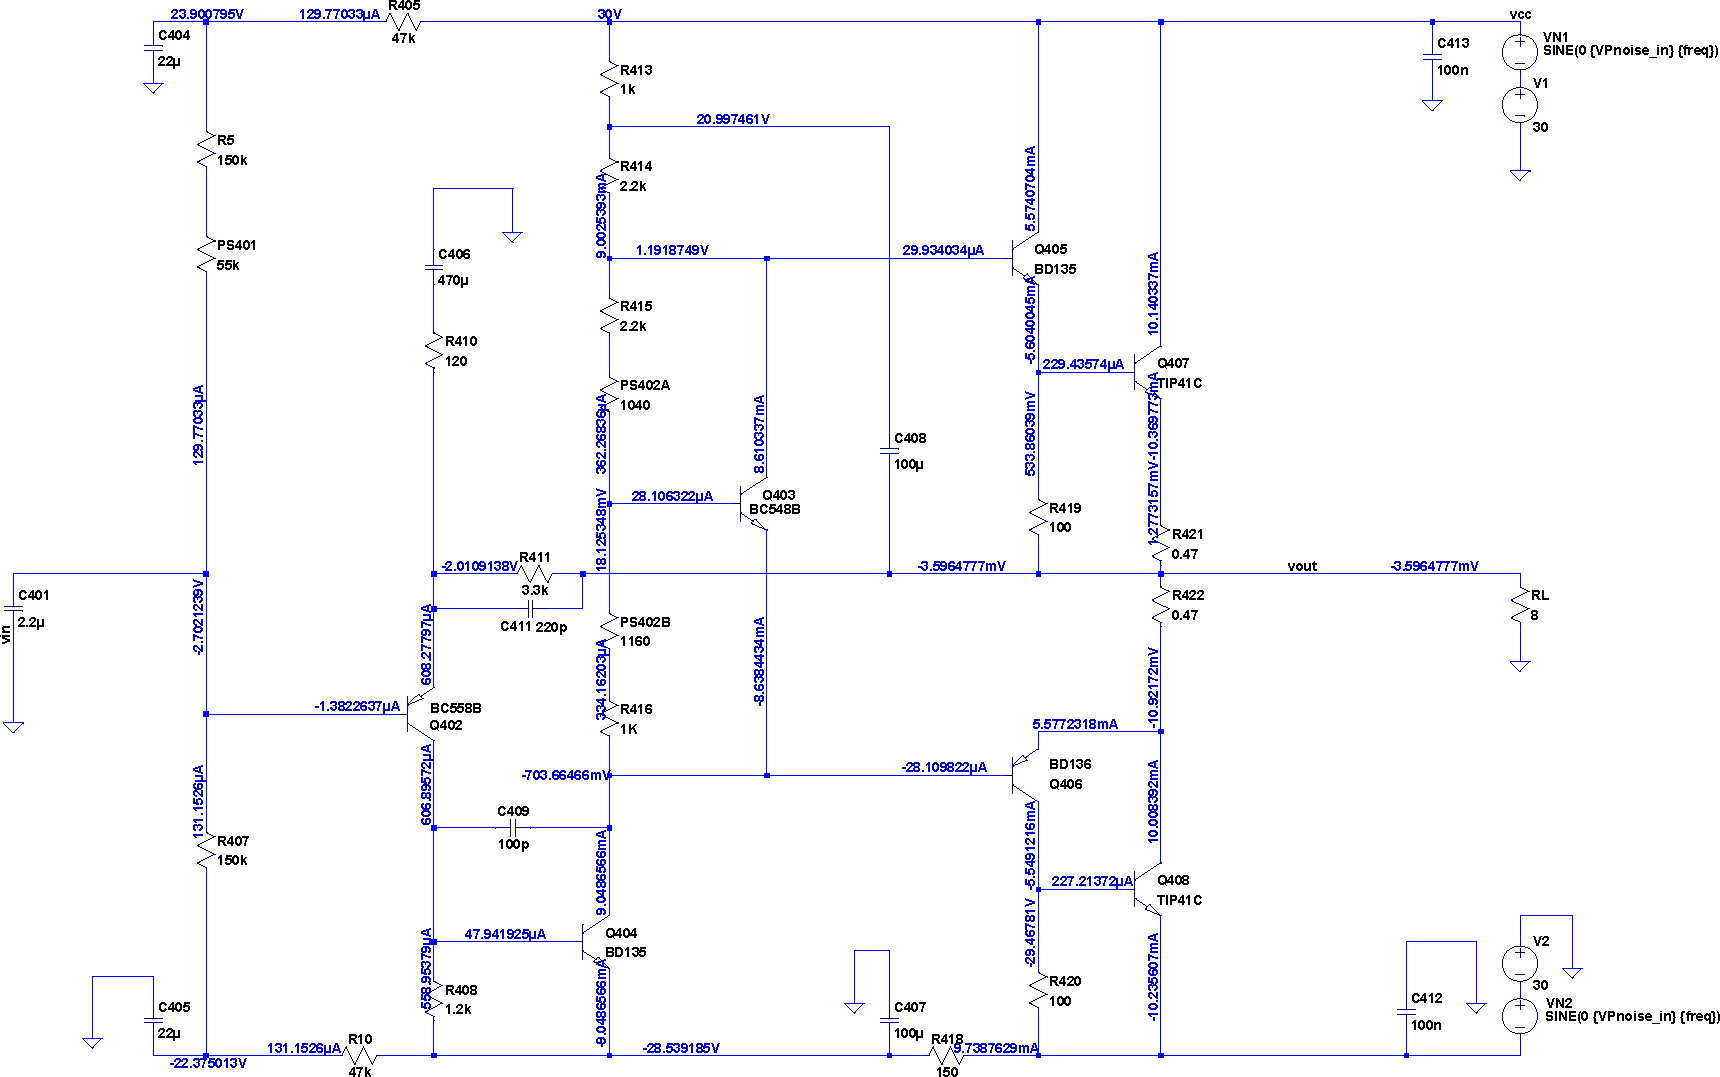 23.900795V
129.77033µA
R405
47k
30V
vcc
C404
22µ
C413
100n
VN1
SINE(0 {VPnoise_in} {freq})
V1
30
R413
1k
20.997461V
R5
150k
R414
2.2k
9.0025393mA
5.5740704mA
PS401
55k
C406
470µ
1.1918749V
29.934034µA
Q405
BD135
10.140337mA
R415
2.2k
-5.6040045mA
R410
120
229.43574µA
Q407
TIP41C
PS402A
1040
129.77033µA
362.26836µA
8.610337mA
C408
100µ
533.86039mV
-10.369773mA
28.106322µA
Q403
BC548B
R419
100
1.2773157mV
R421
0.47
18.125348mV
-2.0109138V
R411
3.3k
-3.5964777mV
vout
-3.5964777mV
C401
2.2µ
vin
-2.7021239V
C411
220p
R422
0.47
RL
8
608.27797µA
PS402B
1160
334.16203µA
-8.6384434mA
-10.92172mV
-1.3822637µA
BC558B
Q402
R416
1K
5.5772318mA
606.89572µA
-703.66466mV
-28.109822µA
BD136
Q406
131.1526µA
C409
100p
-5.5491216mA
10.008392mA
R407
150k
9.0486566mA
227.21372µA
Q408
TIP41C
47.941925µA
Q404
BD135
558.95379µA
-29.46781V
V2
30
R408
1.2k
-9.0486566mA
R420
100
-10.235607mA
C405
22µ
C407
100µ
C412
100n
VN2
SINE(0 {VPnoise_in} {freq})
-22.375013V
131.1526µA
R10
47k
-28.539185V
R418
150
9.7387629mA